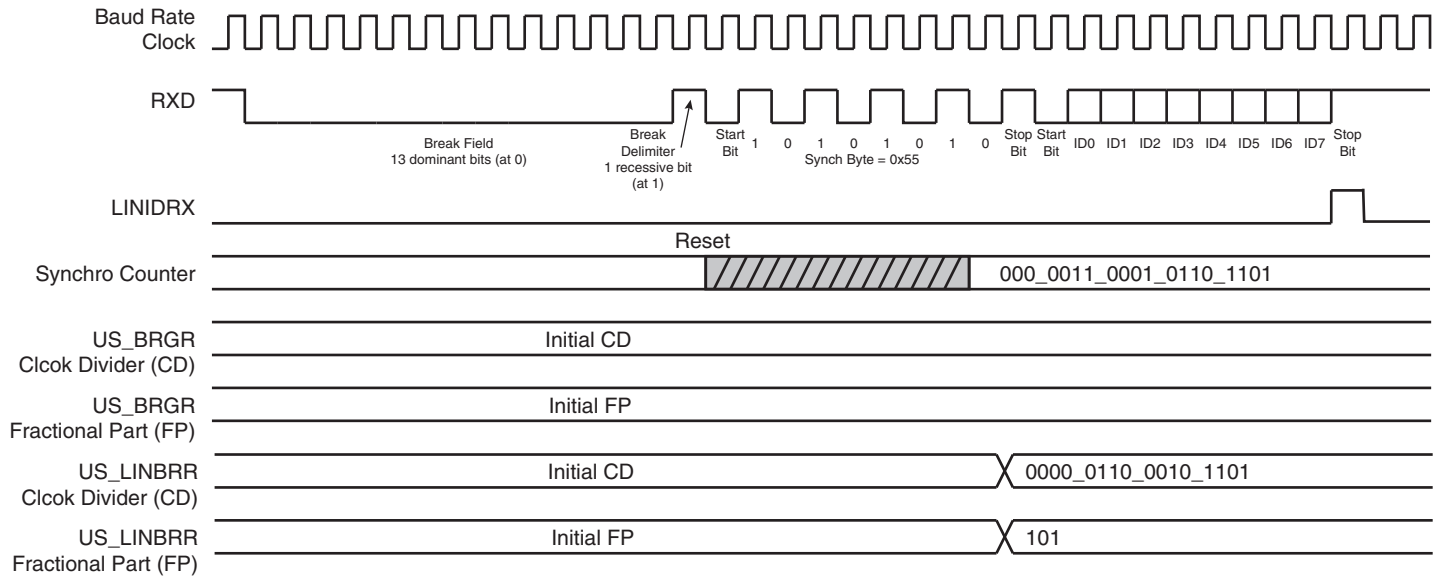 Baud Rate
Clock
RXD
Break Field
13 dominant bits (at 0)
Break
Delimiter
1 recessive bit
(at 1)
Start
Bit
1 0 1 0 1 0 1 0
Synch Byte = 0x55
Stop
Bit
Start
Bit
ID0 ID1 ID2 ID3 ID4 ID5 ID6 ID7
Stop
Bit
LINIDRX
Reset
Synchro Counter
000_0011_0001_0110_1101
US_BRGR
Clcok Divider (CD)
Initial CD
US_BRGR
Fractional Part (FP)
Initial FP
US_LINBRR
Clcok Divider (CD)
Initial CD
0000_0110_0010_1101
US_LINBRR
Fractional Part (FP)
Initial FP
101